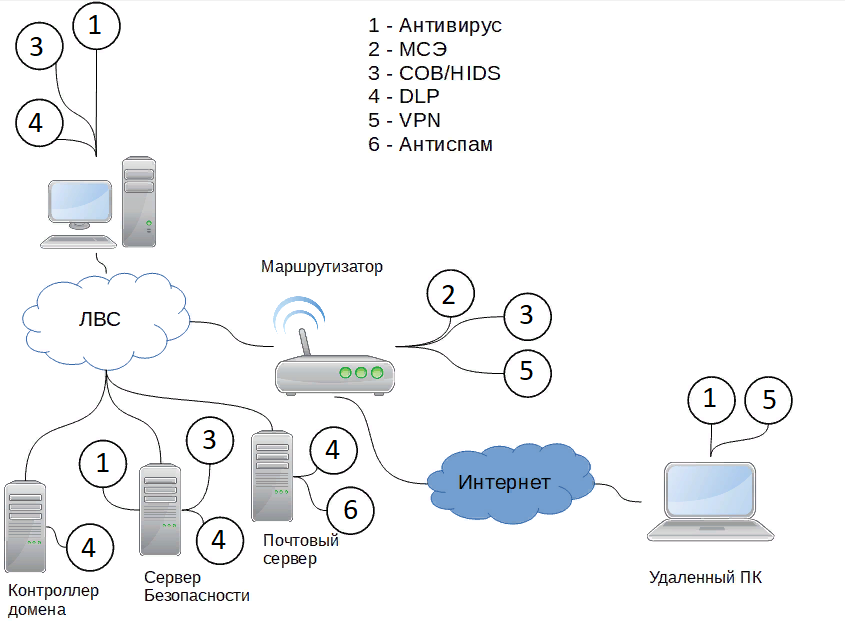 1 - Антивирус
2 - МСЭ
3 - СОВ/HIDS
4 - DLP
5 - VPN
6 - Антиспам
1
3
4
ЛВС
Маршрутизатор
2
3
5
1
5
Интернет
Удаленный ПК
3
1
4
4
6
4
Контроллер
домена
Сервер
Безопасности
Почтовый
сервер